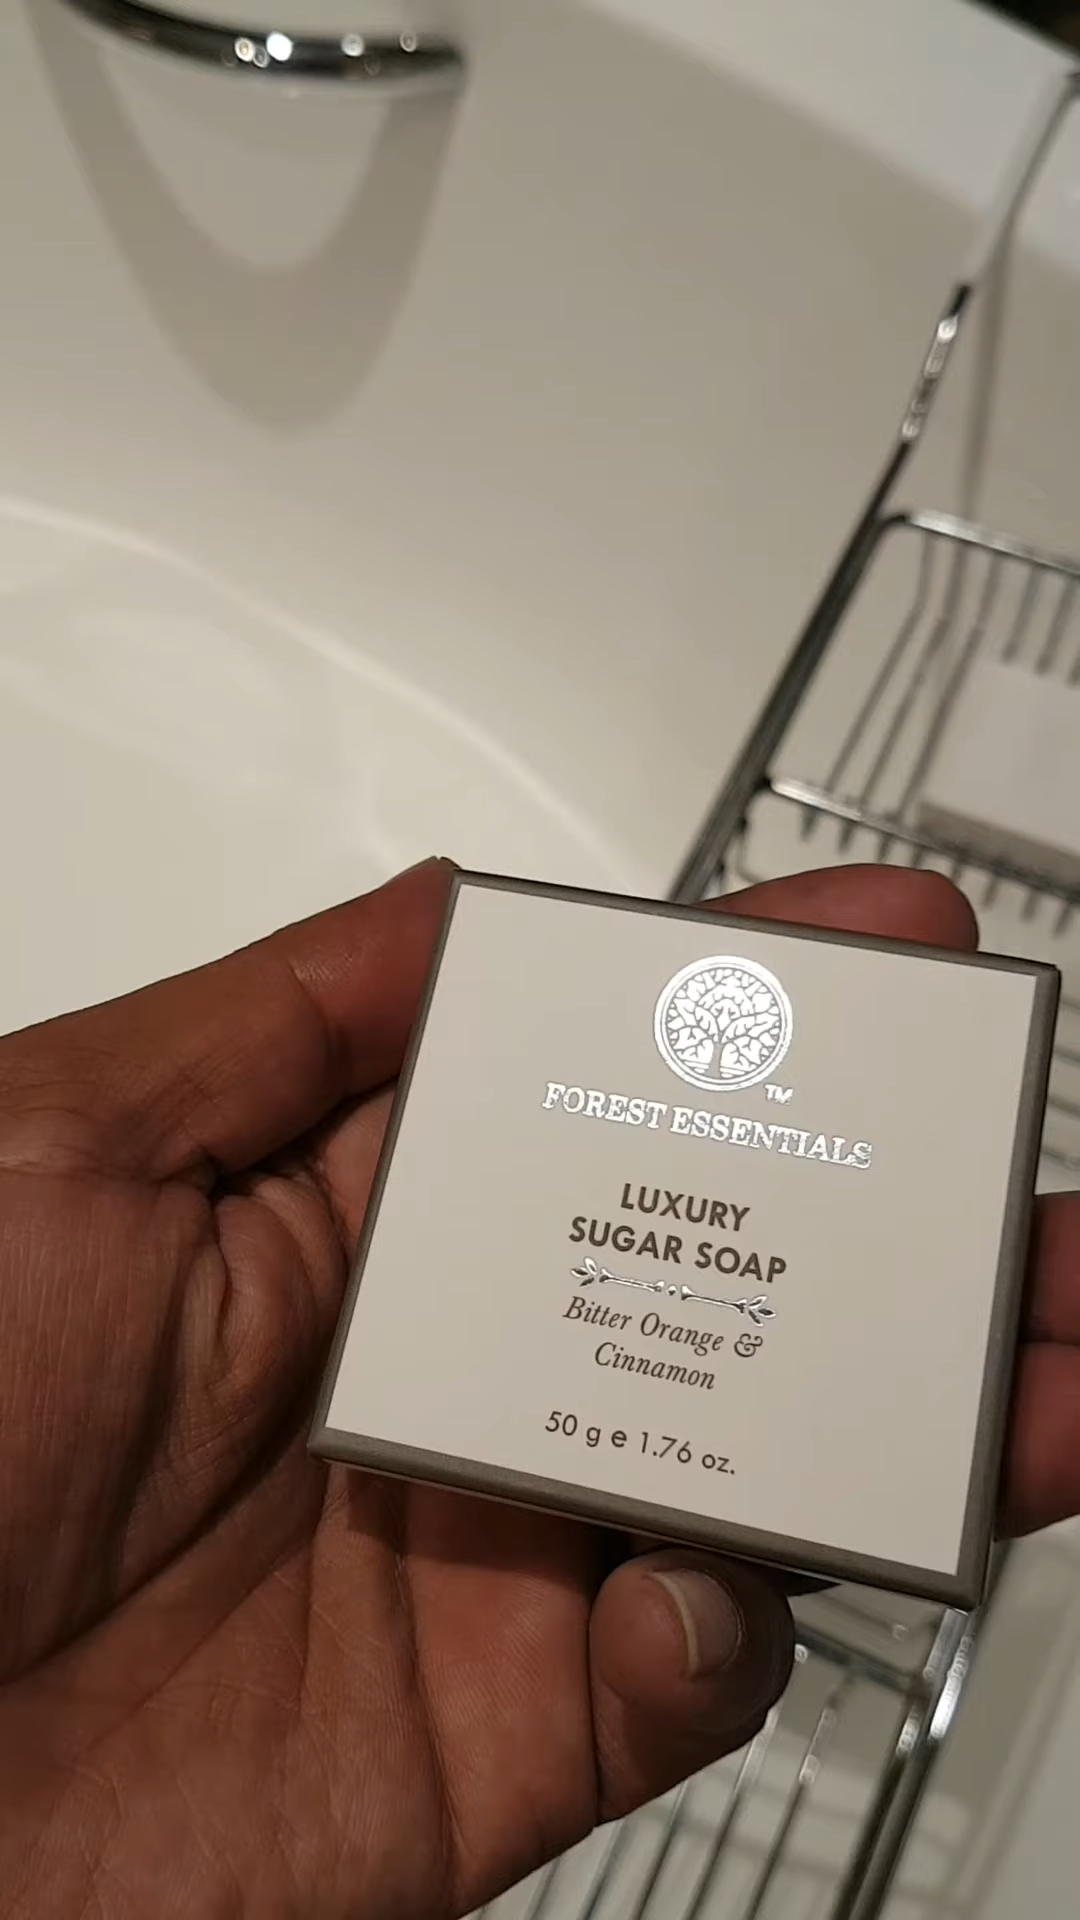 TM
FOREST ESSENTIALS
LUXURY
SUGAR SOAP
Bitter Orange &
Cinnamon
50 g e 1.76 oz.